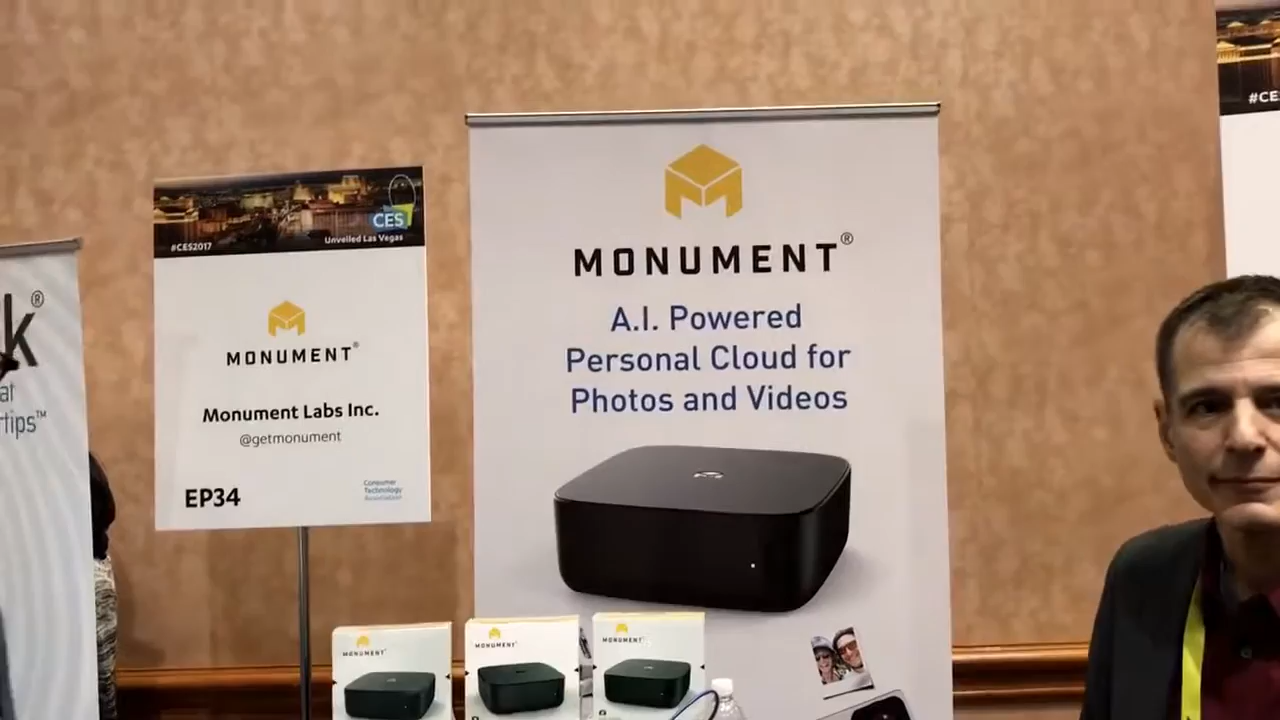 k®
at
rtips™
#CES2017
CES
Unveiled Las Vegas
MONUMENT®
Monument Labs Inc.
@getmonument
EP34
Consumer
Technology
Association
MONUMENT®
A.I. Powered
Personal Cloud for
Photos and Videos
MONUMENT
MONUMENT
MONUMENT
#CE